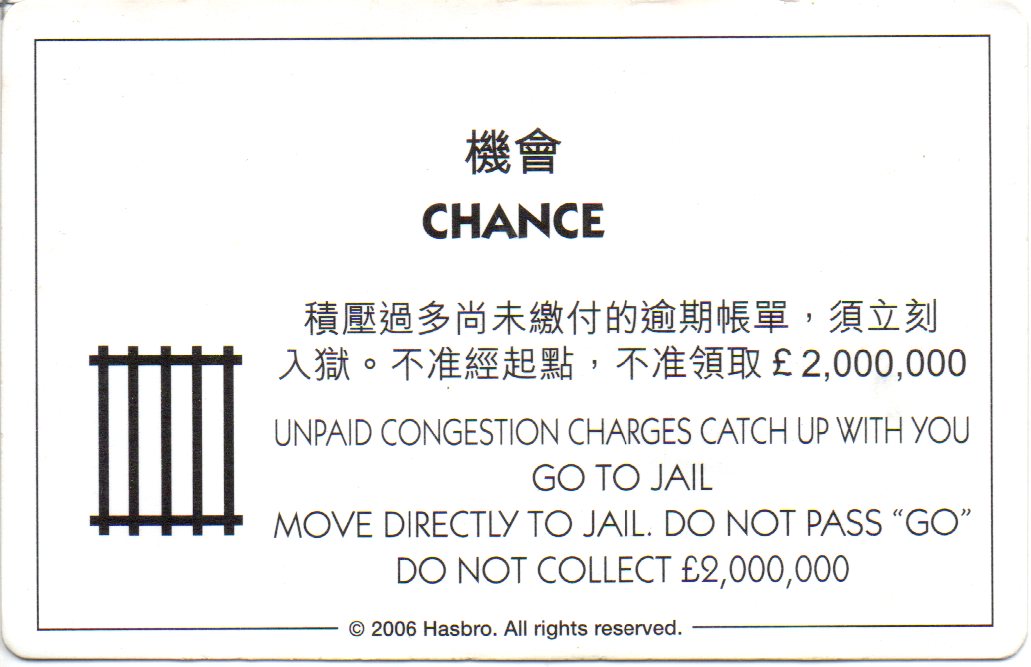 機會
CHANCE
積壓過多尚未繳付的逾期帳單，須立刻
入獄。不准經起點，不准領取 £ 2,000,000
UNPAID CONGESTION CHARGES CATCH UP WITH YOU
GO TO JAIL
MOVE DIRECTLY TO JAIL. DO NOT PASS “GO”
DO NOT COLLECT £2,000,000
© 2006 Hasbro. All rights reserved.